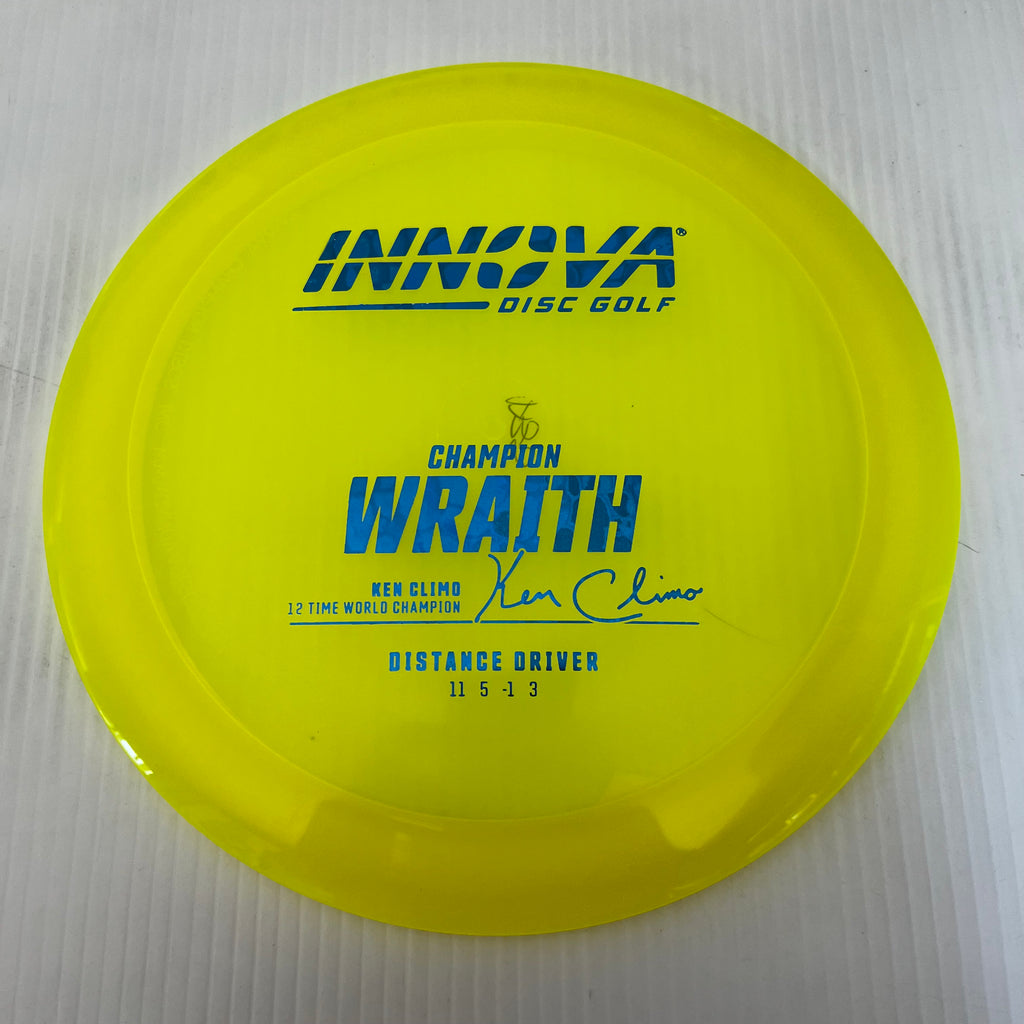 INNOVA®
DISC GOLF
CHAMPION
WRAITH
KEN CLIMO
12 TIME WORLD CHAMPION
Ken Climo
DISTANCE DRIVER
11 5 -1 3